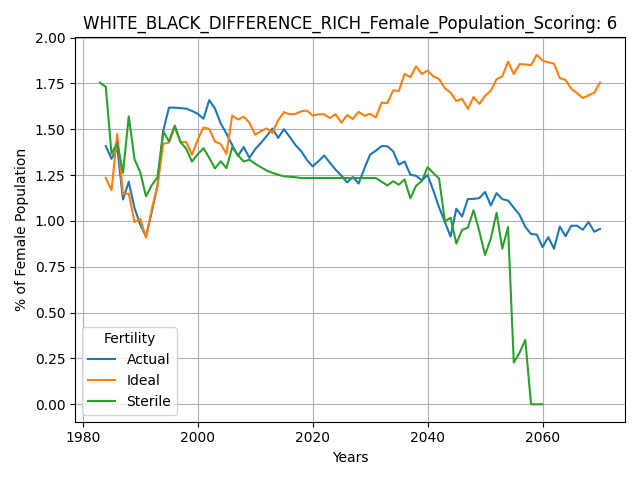 WHITE_BLACK_DIFFERENCE_RICH_Female_Population_Scoring: 6
2.00
1.75
1.50
1.25
1.00
0.75
0.50
0.25
0.00
% of Female Population
Fertility
Actual
Ideal
Sterile
1980
2000
2020
2040
2060
Years